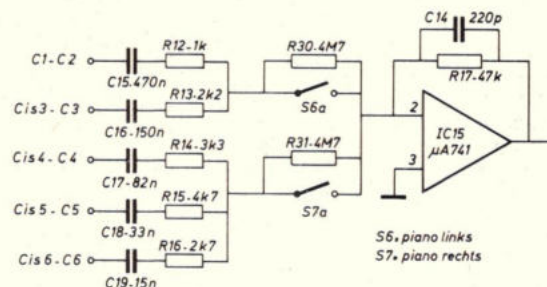 C14
220p
R12-1k
R30.4M7
R17-47k
C1-C2
C15.470n
R13-2k2
S6a
Cis3-C3
C16-150n
R14-3k3
R31.4M7
2
IC15
µA741
3
Cis4-C4
C17-82n
R15-4k7
S7a
Cis5-C5
C18-33n
R16-2k7
Cis6-C6
C19-15n
S6. piano links
S7. piano rechts